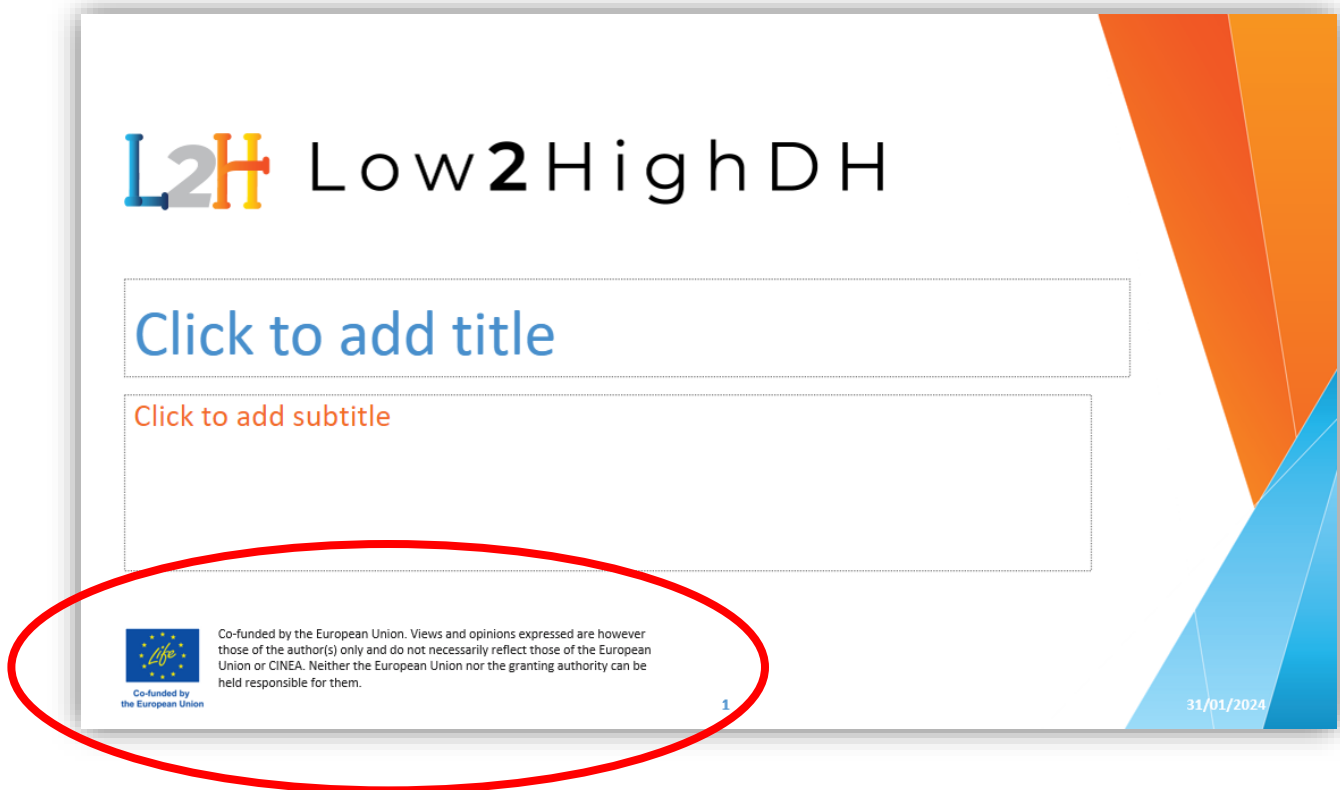 L2H Low2HighDH
Click to add title
Click to add subtitle
Life
Co-funded by
the European Union
Co-funded by the European Union. Views and opinions expressed are however
those of the author(s) only and do not necessarily reflect those of the European
Union or CINEA. Neither the European Union nor the granting authority can be
held responsible for them.
1
31/01/2024